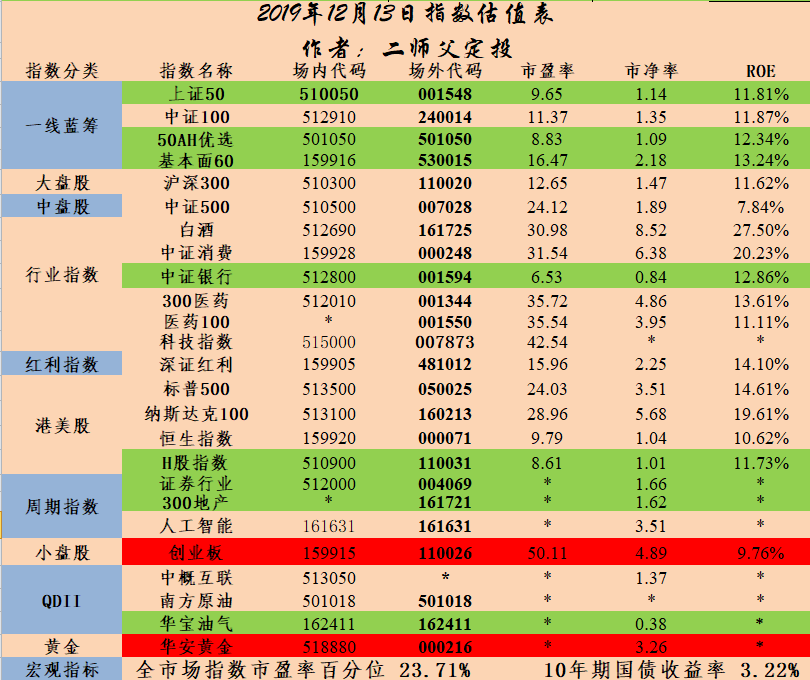 2019年12月13日指数估值表
作者：二师父定投
指数分类 指数名称 场内代码 场外代码 市盈率 市净率 ROE
一线蓝筹 上证50 510050 001548 9.65 1.14 11.81%
中证100 512910 240014 11.37 1.35 11.87%
50AH优选 501050 501050 8.83 1.09 12.34%
基本面60 159916 530015 16.47 2.18 13.24%
大盘股 沪深300 510300 110020 12.65 1.47 11.62%
中盘股 中证500 510500 007028 24.12 1.89 7.84%
行业指数 白酒 512690 161725 30.98 8.52 27.50%
中证消费 159928 000248 31.54 6.38 20.23%
中证银行 512800 001594 6.53 0.84 12.86%
300医药 512010 001344 35.72 4.86 13.61%
医药100 * 001550 35.54 3.95 11.11%
科技指数 515000 007873 42.54 * *
红利指数 深证红利 159905 481012 15.96 2.25 14.10%
港美股 标普500 513500 050025 24.03 3.51 14.61%
纳斯达克100 513100 160213 28.96 5.68 19.61%
恒生指数 159920 000071 9.79 1.04 10.62%
H股指数 510900 110031 8.61 1.01 11.73%
周期指数 证券行业 512000 004069 * 1.66 *
300地产 * 161721 * 1.62 *
人工智能 161631 161631 * 3.51 *
小盘股 创业板 159915 110026 50.11 4.89 9.76%
QDII 中概互联 513050 * * 1.37 *
南方原油 501018 501018 * * *
华宝油气 162411 162411 * 0.38 *
黄金 华安黄金 518880 000216 * 3.26 *
宏观指标 全市场指数市盈率百分位 23.71% 10年期国债收益率 3.22%